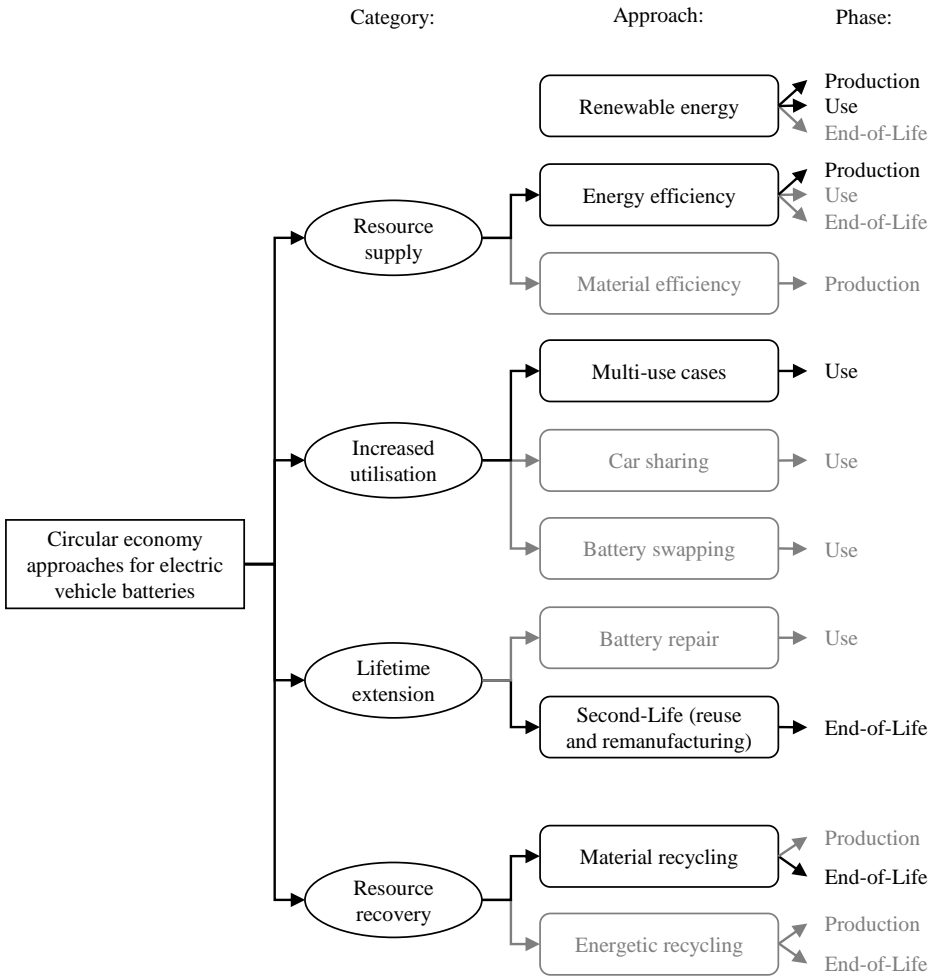 Category:
Approach:
Phase:
Renewable energy
Production
Use
End-of-Life
Resource
supply
Energy efficiency
Production
Use
End-of-Life
Material efficiency
Production
Increased
utilisation
Multi-use cases
Use
Car sharing
Use
Battery swapping
Use
Circular economy
approaches for electric
vehicle batteries
Lifetime
extension
Battery repair
Use
Second-Life (reuse
and remanufacturing)
End-of-Life
Resource
recovery
Material recycling
Production
End-of-Life
Energetic recycling
Production
End-of-Life